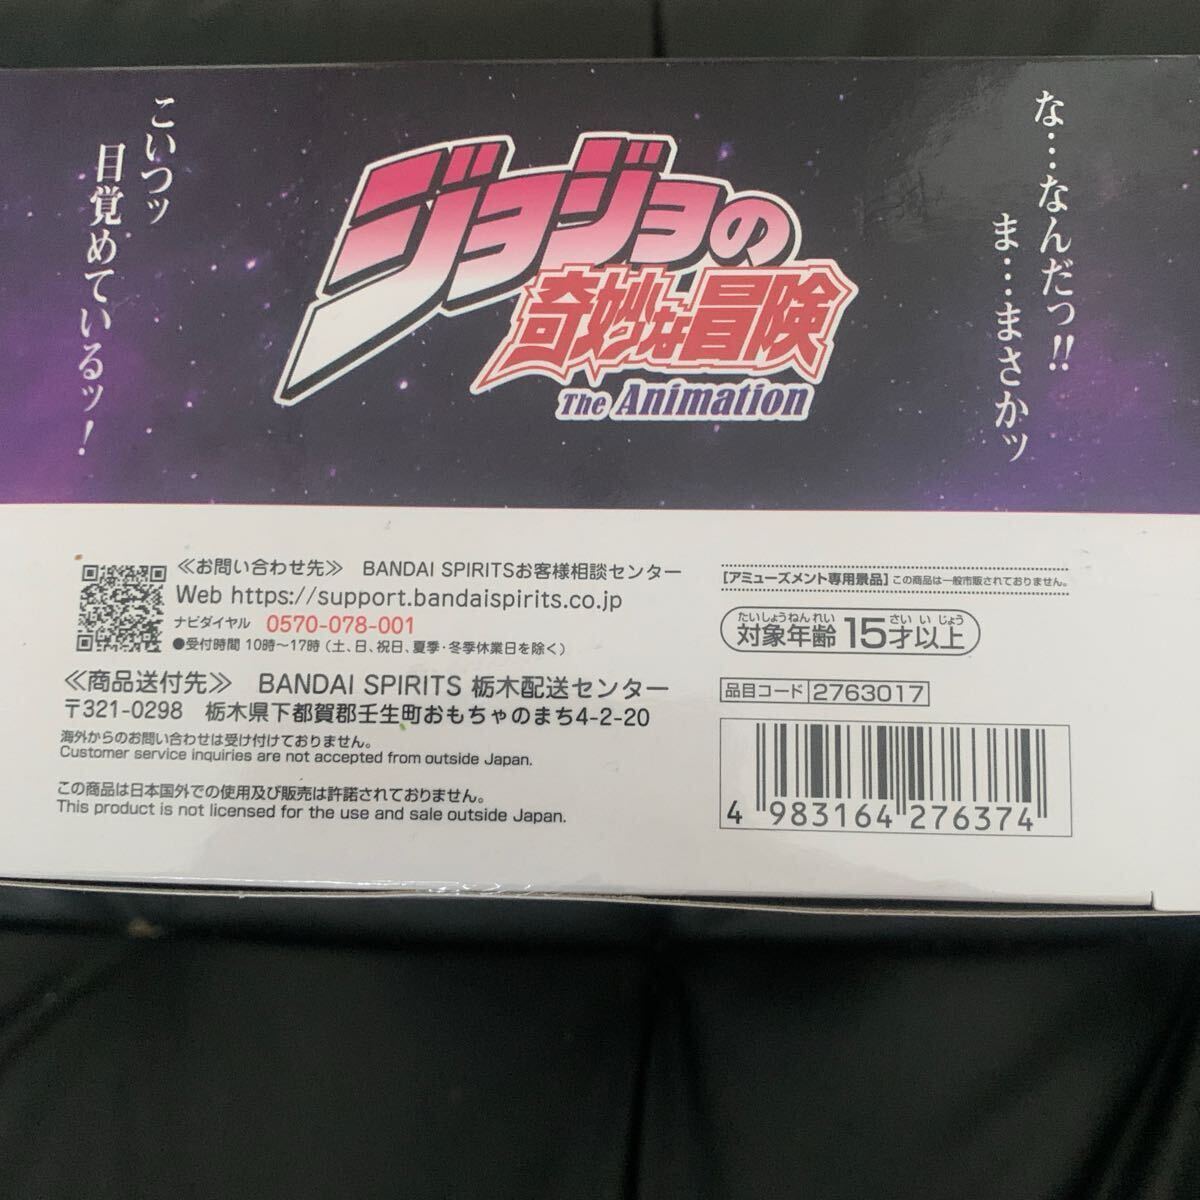 な…なんだっ!!
ま…まさかッ
こいつッ
目覚めているッ!
ジョジョの
奇妙な冒険
The Animation
≪お問い合わせ先≫ BANDAI SPIRITSお客様相談センター
Web https://support.bandaispirits.co.jp
ナビダイヤル 0570-078-001
●受付時間 10時～17時(土、日、祝日、夏季・冬季休業日を除く)
≪商品送付先≫ BANDAI SPIRITS 栃木配送センター
〒321-0298 栃木県下都賀郡壬生町おもちゃのまち4-2-20
海外からのお問い合わせは受け付けておりません。
Customer service inquiries are not accepted from outside Japan.
この商品は日本国外での使用及び販売は許諾されておりません。
This product is not licensed for the use and sale outside Japan.
[アミューズメント専用景品]この商品は一般市販されておりません。
たいしょうねんれい さい い じょう
対象年齢 15才以上
品目コード 2763017
4 983164 276374